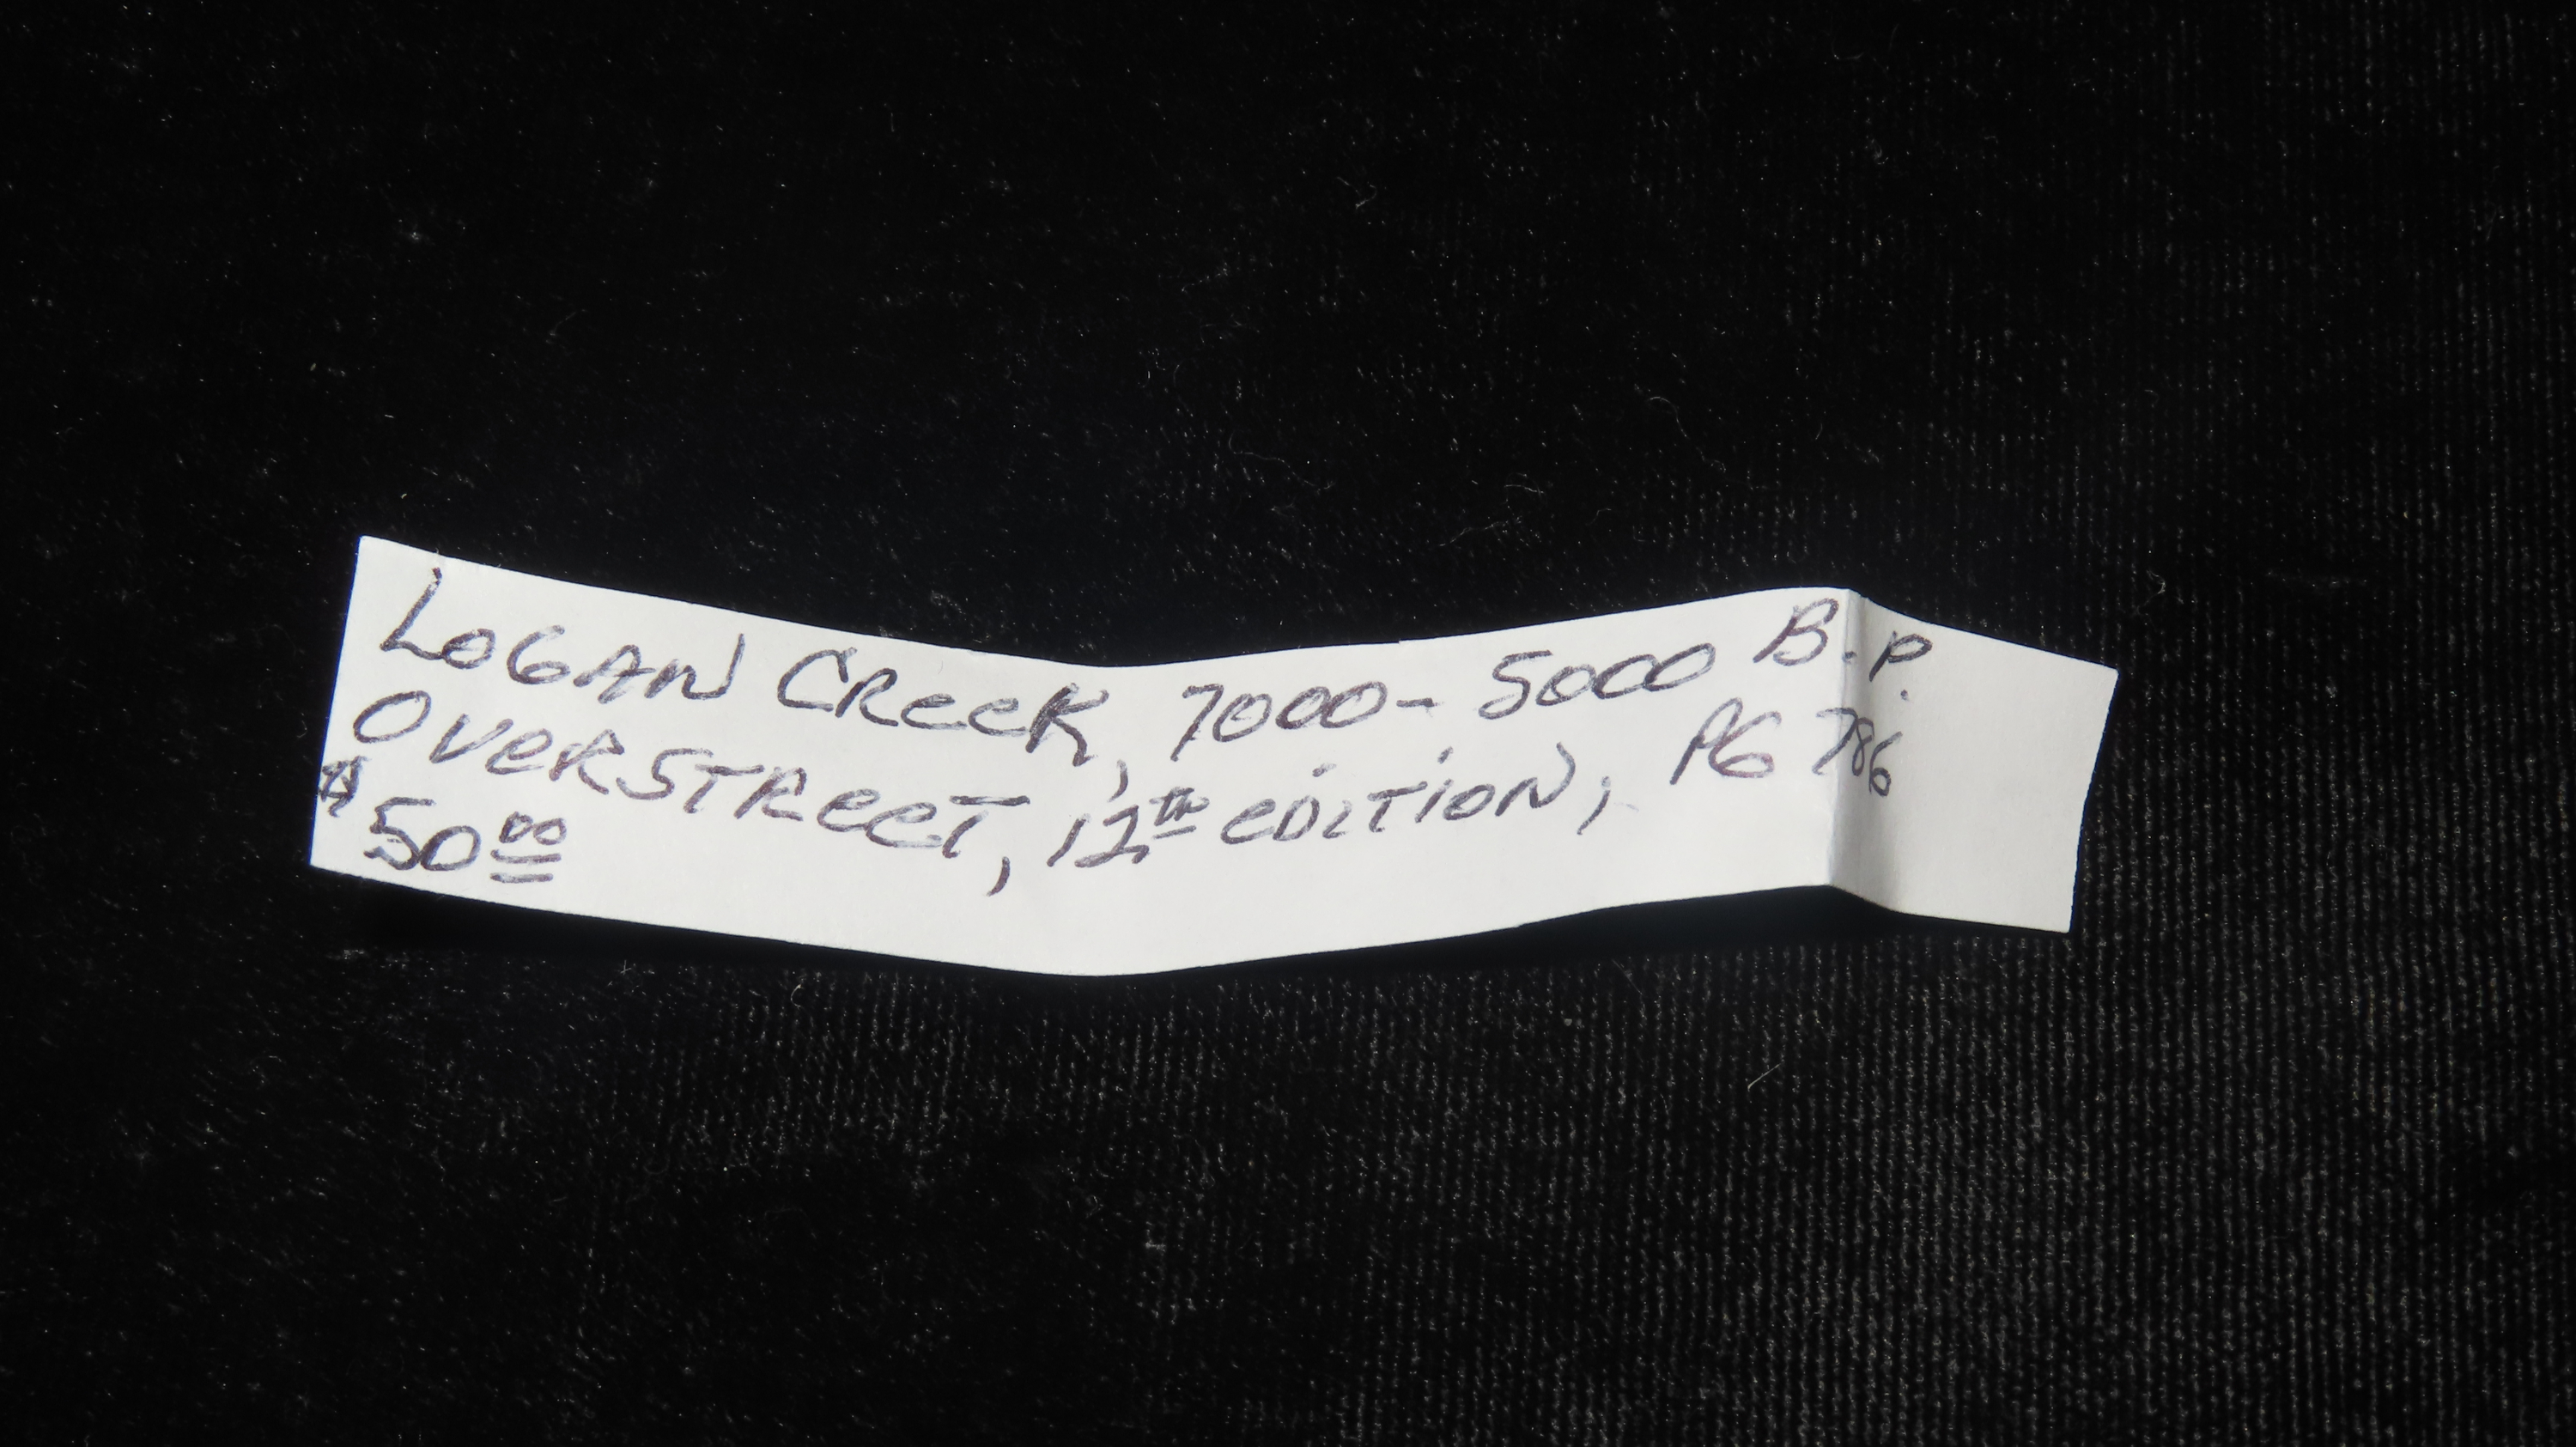 LOGAN CReeK, 7000-5000 B.P.
OVeRSTReeT, 12th eDITION, PG 786
$50.00